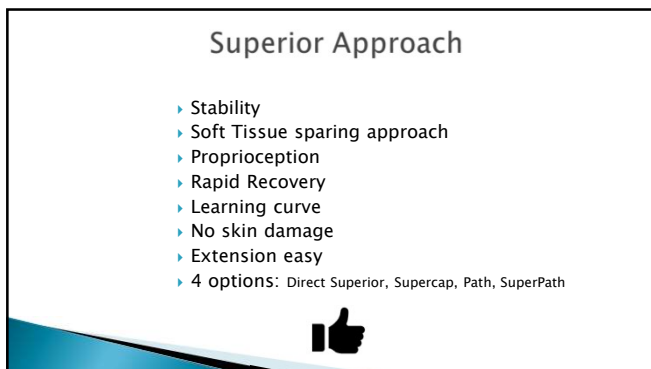 Superior Approach
Stability
Soft Tissue sparing approach
Proprioception
Rapid Recovery
Learning curve
No skin damage
Extension easy
4 options: Direct Superior, Supercap, Path, SuperPath